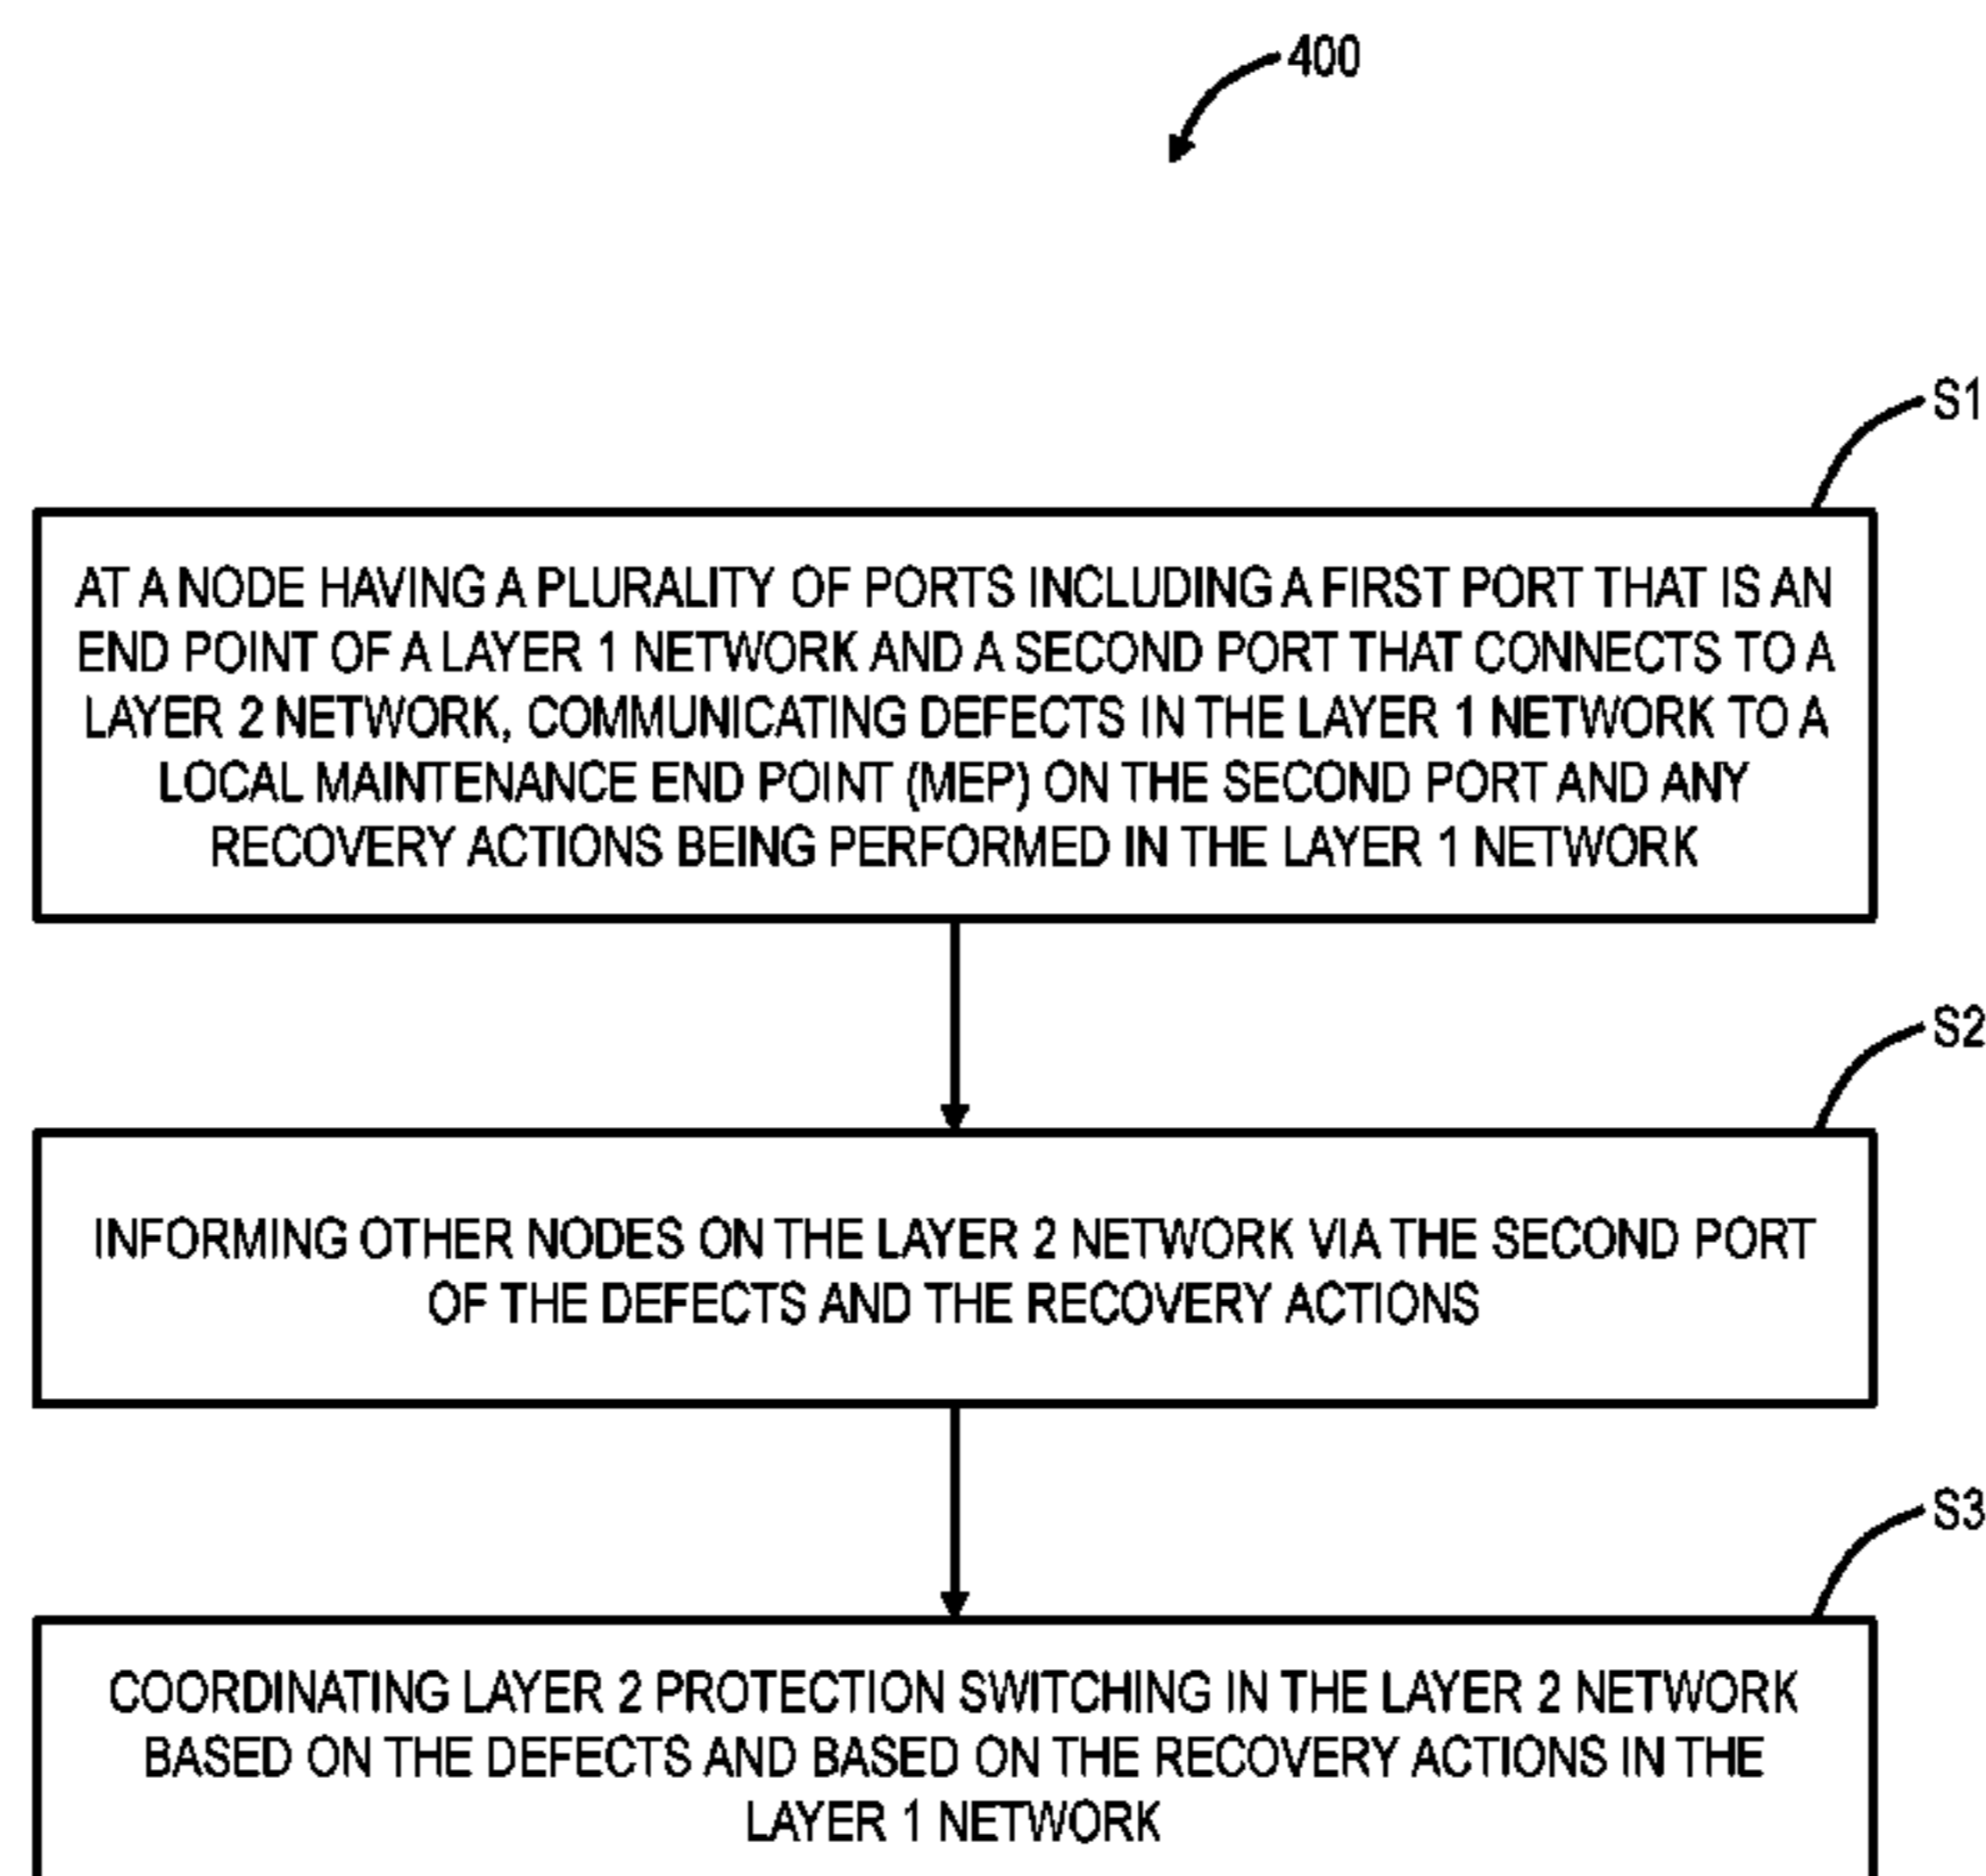 400
S1
AT A NODE HAVING A PLURALITY OF PORTS INCLUDING A FIRST PORT THAT IS AN
END POINT OF A LAYER 1 NETWORK AND A SECOND PORT THAT CONNECTS TO A
LAYER 2 NETWORK, COMMUNICATING DEFECTS IN THE LAYER 1 NETWORK TO A
LOCAL MAINTENANCE END POINT (MEP) ON THE SECOND PORT AND ANY
RECOVERY ACTIONS BEING PERFORMED IN THE LAYER 1 NETWORK
S2
INFORMING OTHER NODES ON THE LAYER 2 NETWORK VIA THE SECOND PORT
OF THE DEFECTS AND THE RECOVERY ACTIONS
S3
COORDINATING LAYER 2 PROTECTION SWITCHING IN THE LAYER 2 NETWORK
BASED ON THE DEFECTS AND BASED ON THE RECOVERY ACTIONS IN THE
LAYER 1 NETWORK